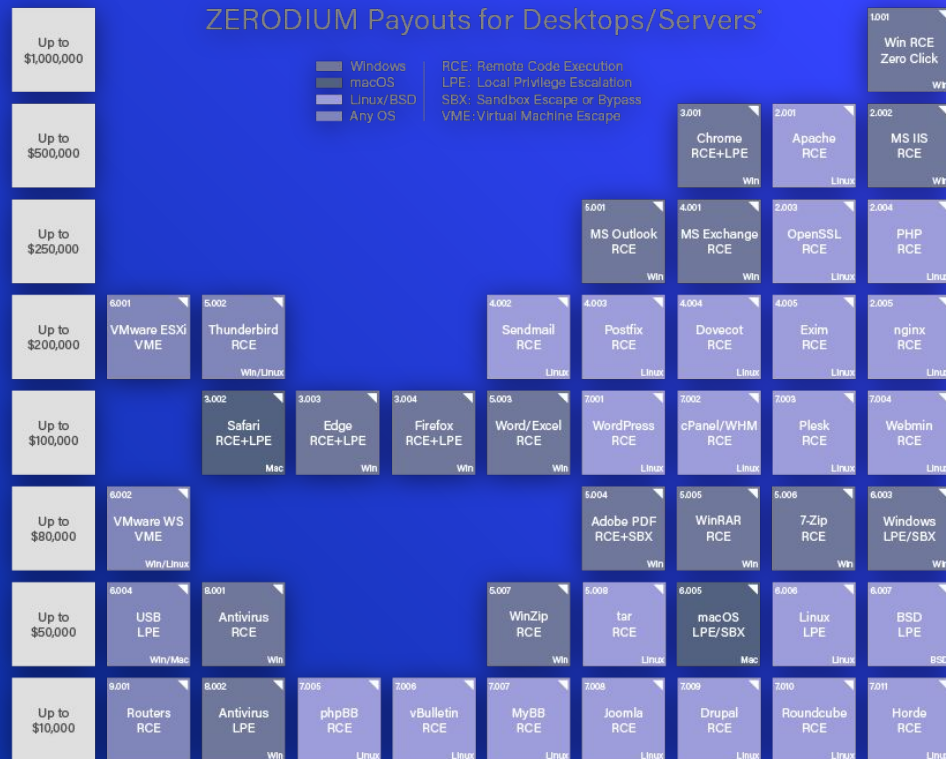 ZERODIUM Payouts for Desktops/Servers*
Windows
macOS
Linux/BSD
Any OS
RCE: Remote Code Execution
LPE: Local Privilege Escalation
SBX: Sandbox Escape or Bypass
VME: Virtual Machine Escape
Up to
$1,000,000
1.001
Win RCE
Zero Click
Win
Up to
$500,000
3.001
Chrome
RCE+LPE
Win
2.001
Apache
RCE
Linux
2.002
MS IIS
RCE
Win
Up to
$250,000
5.001
MS Outlook
RCE
Win
4.001
MS Exchange
RCE
Win
2.003
OpenSSL
RCE
Linux
2.004
PHP
RCE
Linux
Up to
$200,000
6.001
VMware ESXi
VME
5.002
Thunderbird
RCE
Win/Linux
4.002
Sendmail
RCE
Linux
4.003
Postfix
RCE
Linux
4.004
Dovecot
RCE
Linux
4.005
Exim
RCE
Linux
2.005
nginx
RCE
Linux
Up to
$100,000
3.002
Safari
RCE+LPE
Mac
3.003
Edge
RCE+LPE
Win
3.004
Firefox
RCE+LPE
Win
5.003
Word/Excel
RCE
Win
7.001
WordPress
RCE
Linux
7.002
cPanel/WHM
RCE
Linux
7.003
Plesk
RCE
Linux
7.004
Webmin
RCE
Linux
Up to
$80,000
6.002
VMware WS
VME
Win/Linux
5.004
Adobe PDF
RCE+SBX
Win
5.005
WinRAR
RCE
Win
5.006
7-Zip
RCE
Win
6.003
Windows
LPE/SBX
Win
Up to
$50,000
6.004
USB
LPE
Win/Mac
8.001
Antivirus
RCE
Win
5.007
WinZip
RCE
Win
5.008
tar
RCE
Linux
6.005
macOS
LPE/SBX
Mac
6.006
Linux
LPE
Linux
6.007
BSD
LPE
BSD
Up to
$10,000
9.001
Routers
RCE
8.002
Antivirus
LPE
Win
7.005
phpBB
RCE
Linux
7.006
vBulletin
RCE
Linux
7.007
MyBB
RCE
Linux
7.008
Joomla
RCE
Linux
7.009
Drupal
RCE
Linux
7.010
Roundcube
RCE
Linux
7.011
Horde
RCE
Linux